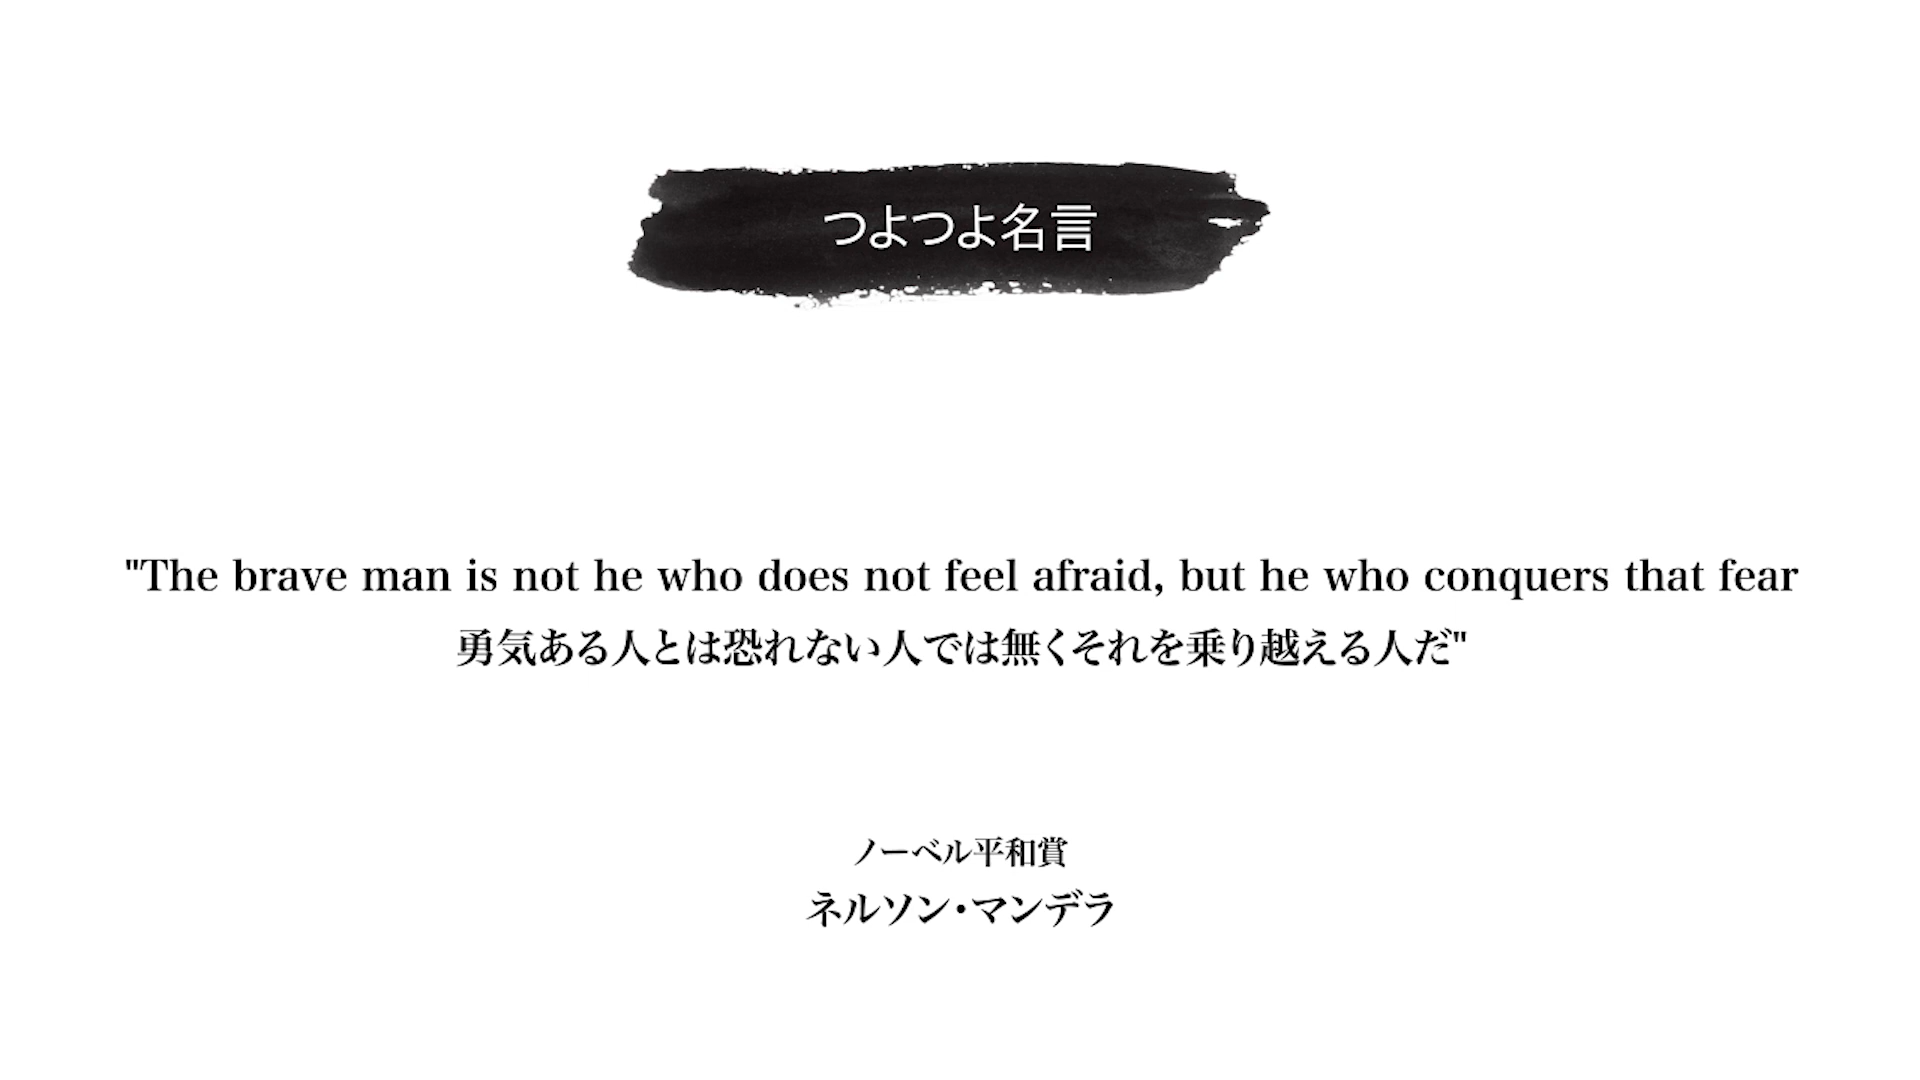 つよつよ名言
"The brave man is not he who does not feel afraid, but he who conquers that fear
勇気ある人とは恐れない人では無くそれを乗り越える人だ"
ノーベル平和賞
ネルソン・マンデラ